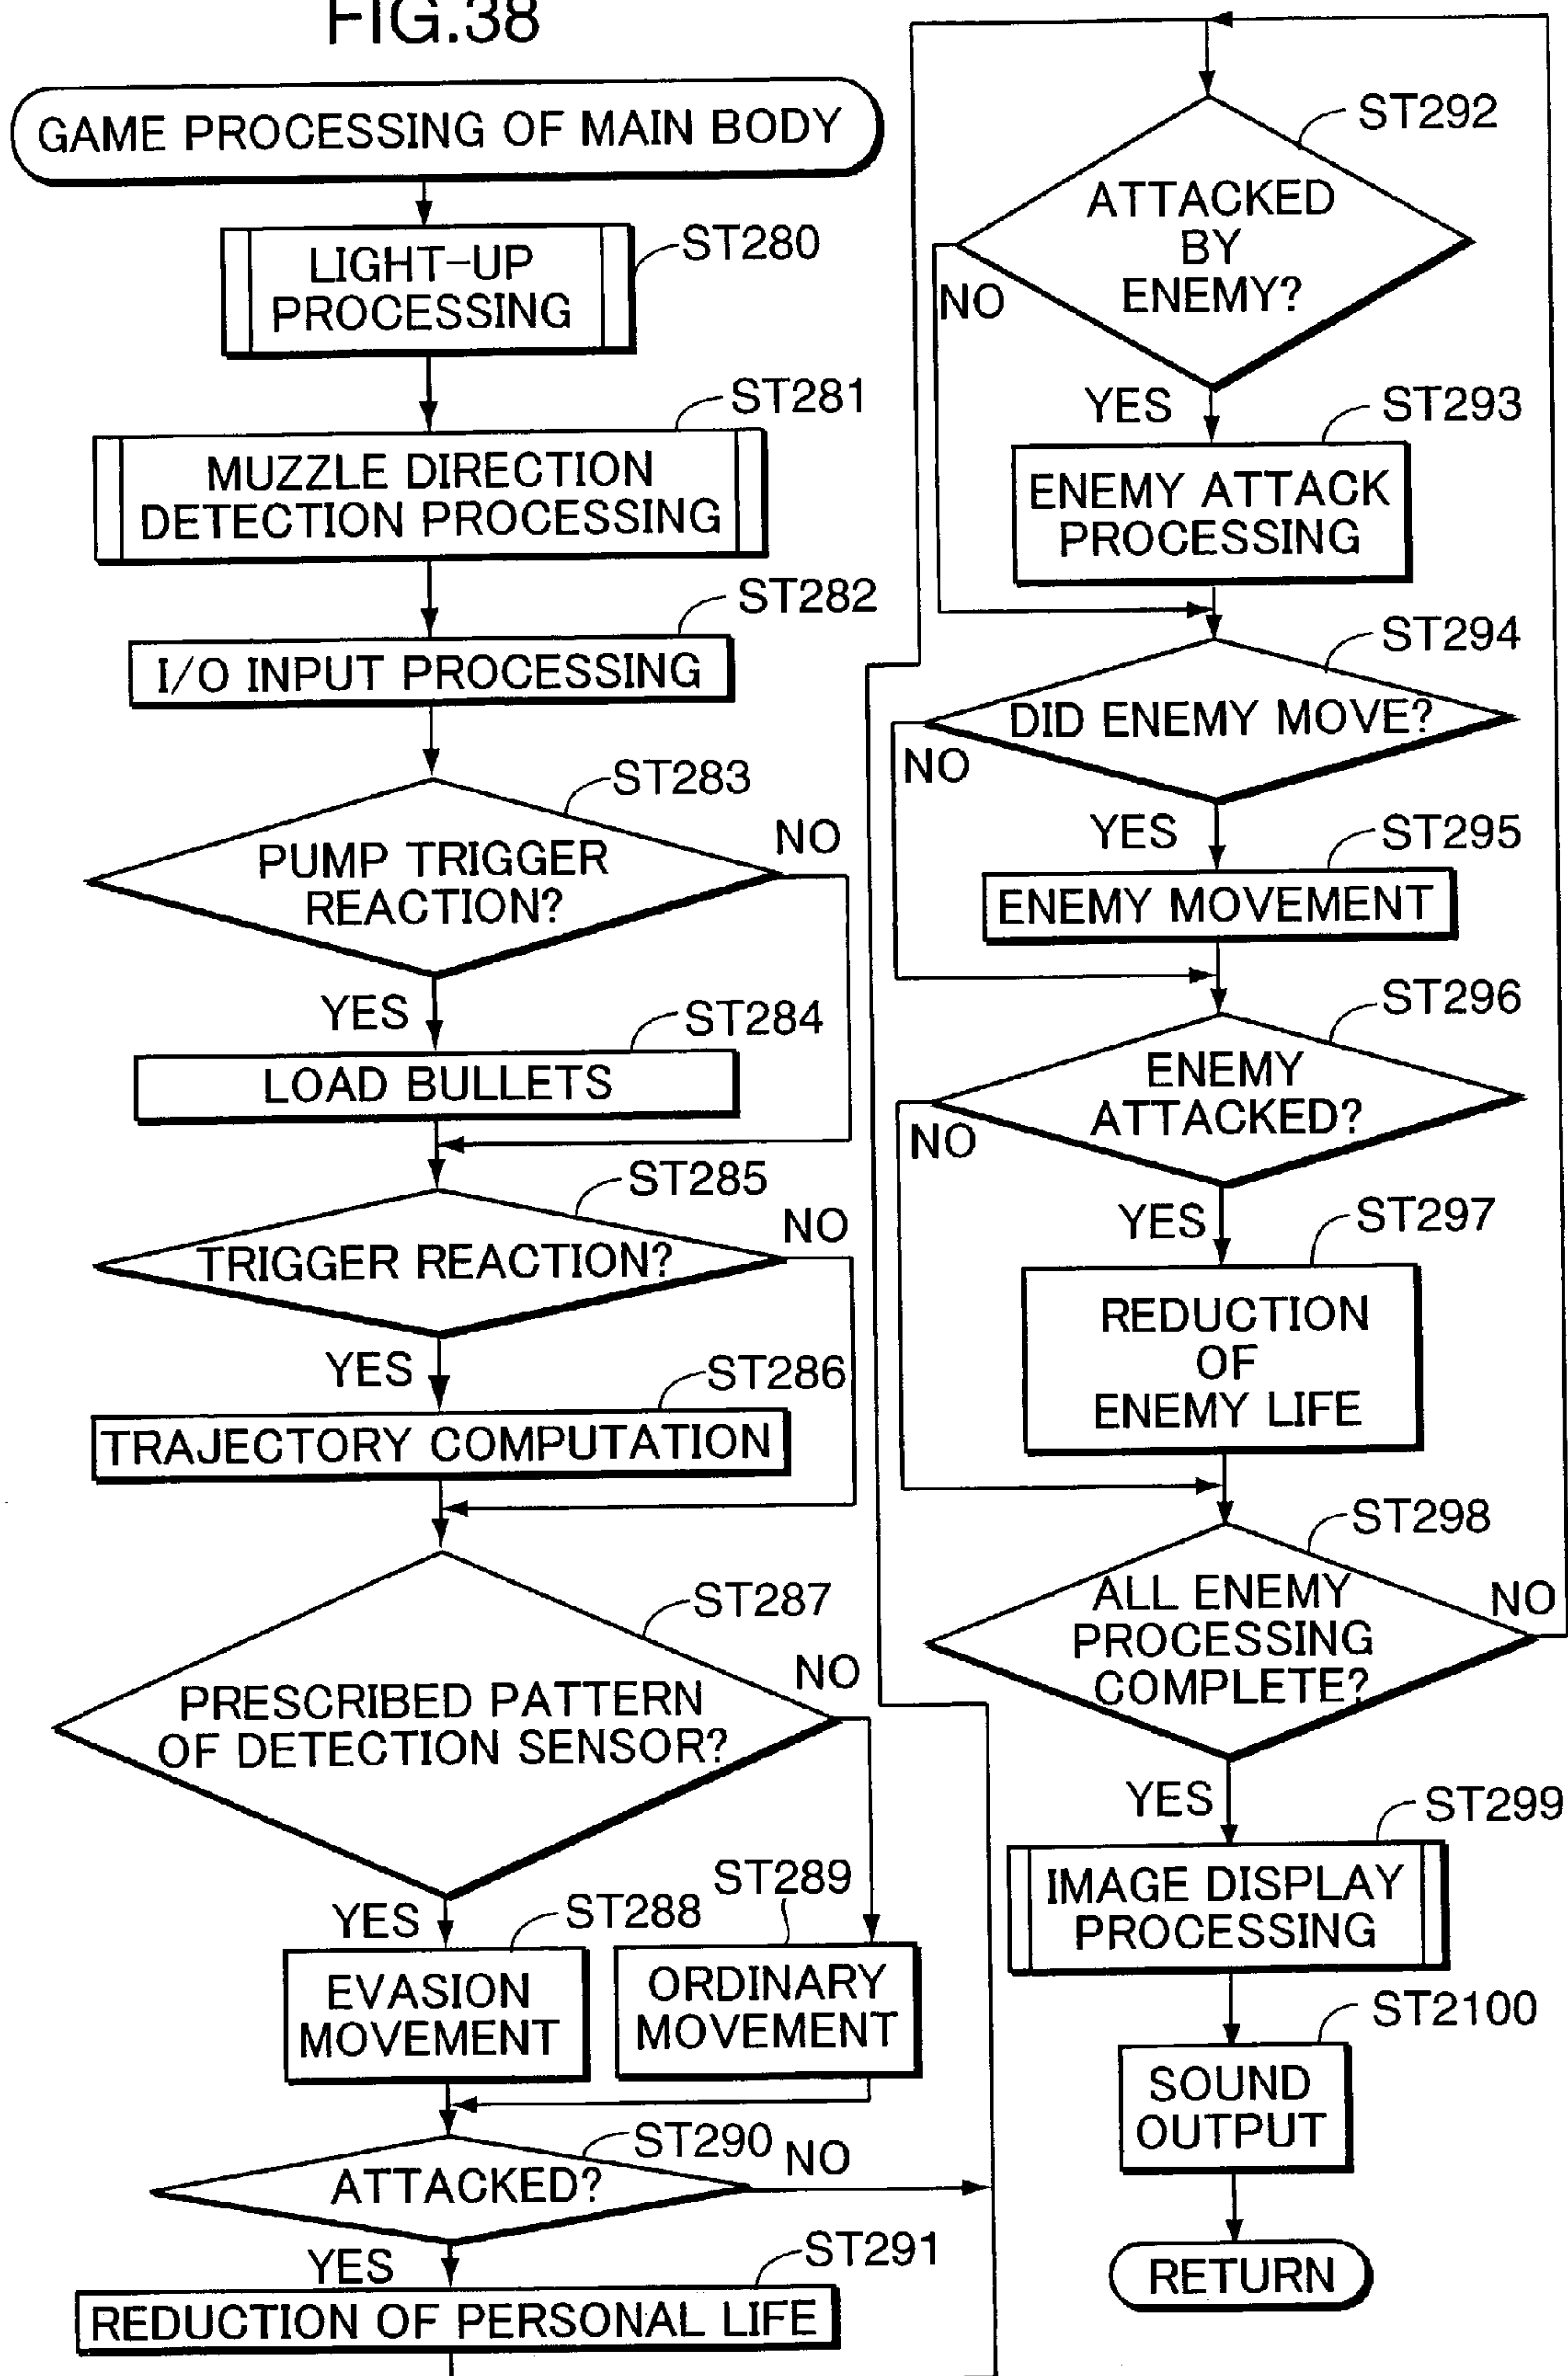 FIG.38
GAME PROCESSING OF MAIN BODY
LIGHT-UP
PROCESSING
ST280
ST281
MUZZLE DIRECTION
DETECTION PROCESSING
ST282
I/O INPUT PROCESSING
ST283
PUMP TRIGGER
REACTION?
NO
YES
ST284
LOAD BULLETS
ST285
TRIGGER REACTION?
NO
YES
ST286
TRAJECTORY COMPUTATION
ST287
PRESCRIBED PATTERN
OF DETECTION SENSOR?
NO
YES
ST288
EVASION
MOVEMENT
ST289
ORDINARY
MOVEMENT
ST290
ATTACKED?
NO
YES
ST291
REDUCTION OF PERSONAL LIFE
ST292
ATTACKED
BY
ENEMY?
NO
YES
ST293
ENEMY ATTACK
PROCESSING
ST294
DID ENEMY MOVE?
NO
YES
ST295
ENEMY MOVEMENT
ST296
ENEMY
ATTACKED?
NO
YES
ST297
REDUCTION
OF
ENEMY LIFE
ST298
ALL ENEMY
PROCESSING
COMPLETE?
NO
YES
ST299
IMAGE DISPLAY
PROCESSING
ST2100
SOUND
OUTPUT
RETURN